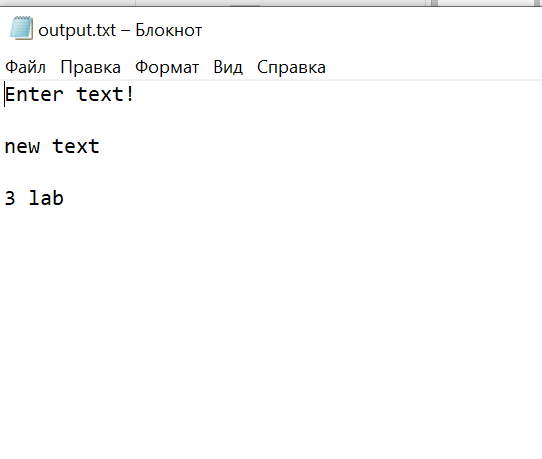 output.txt – Блокнот
Файл Правка Формат Вид Справка
Enter text!
new text
3 lab